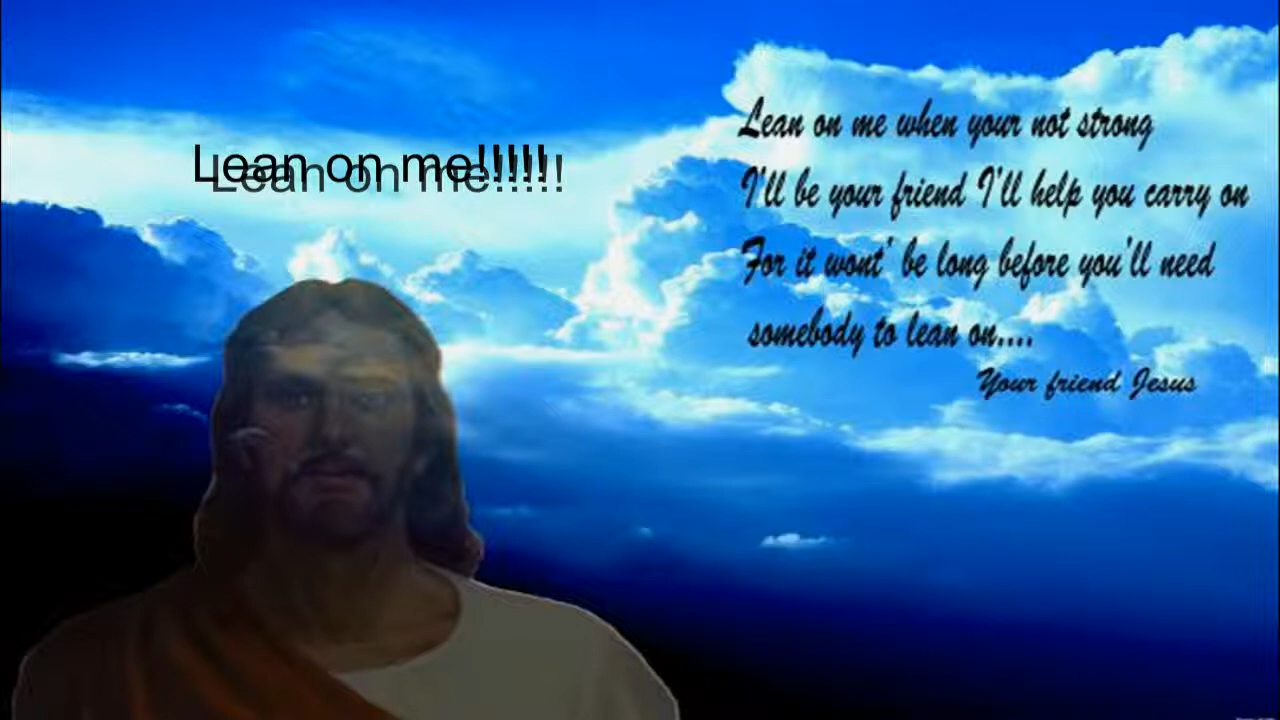 Lean on me!!!!!
Lean on me when your not strong
I'll be your friend I'll help you carry on
For it wont' be long before you'll need
somebody to lean on....
Your friend Jesus